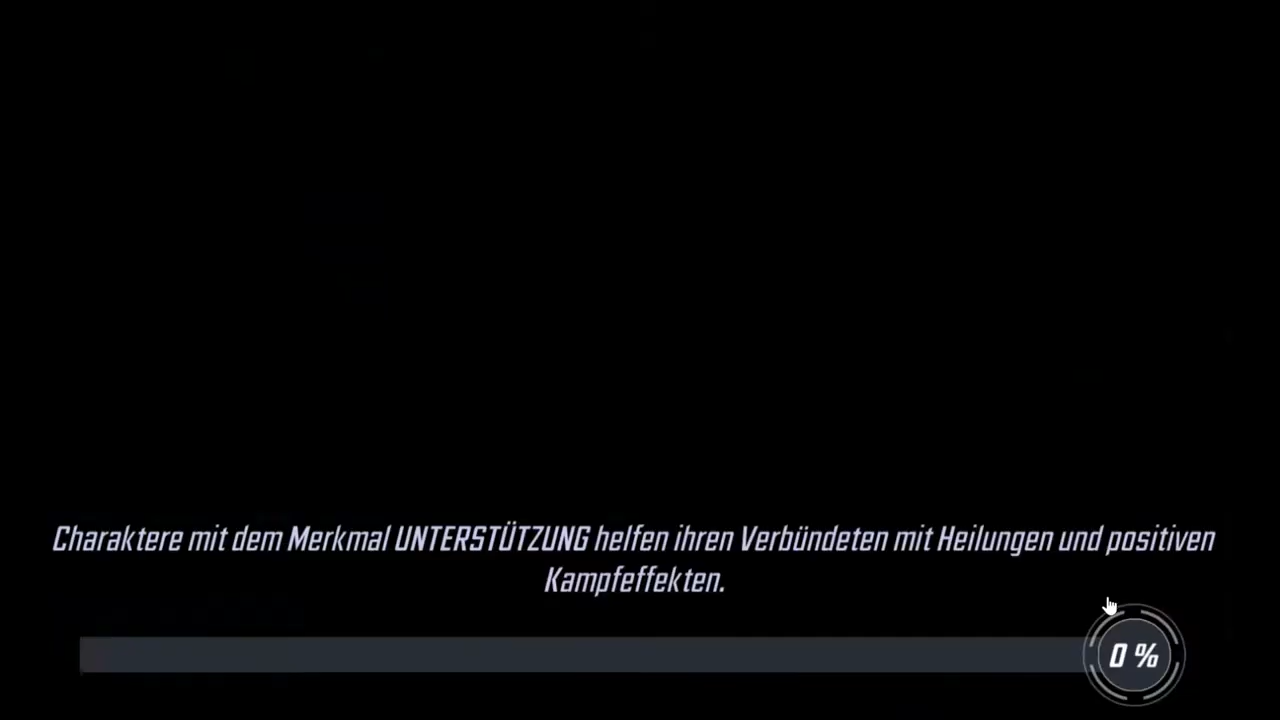 Charaktere mit dem Merkmal UNTERSTÜTZUNG helfen ihren Verbündeten mit Heilungen und positiven
Kampfeffekten.
0 %